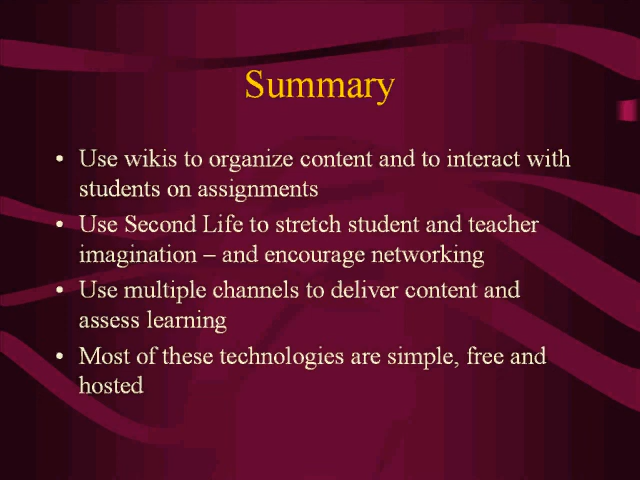 Summary
• Use wikis to organize content and to interact with
students on assignments
• Use Second Life to stretch student and teacher
imagination – and encourage networking
• Use multiple channels to deliver content and
assess learning
• Most of these technologies are simple, free and
hosted